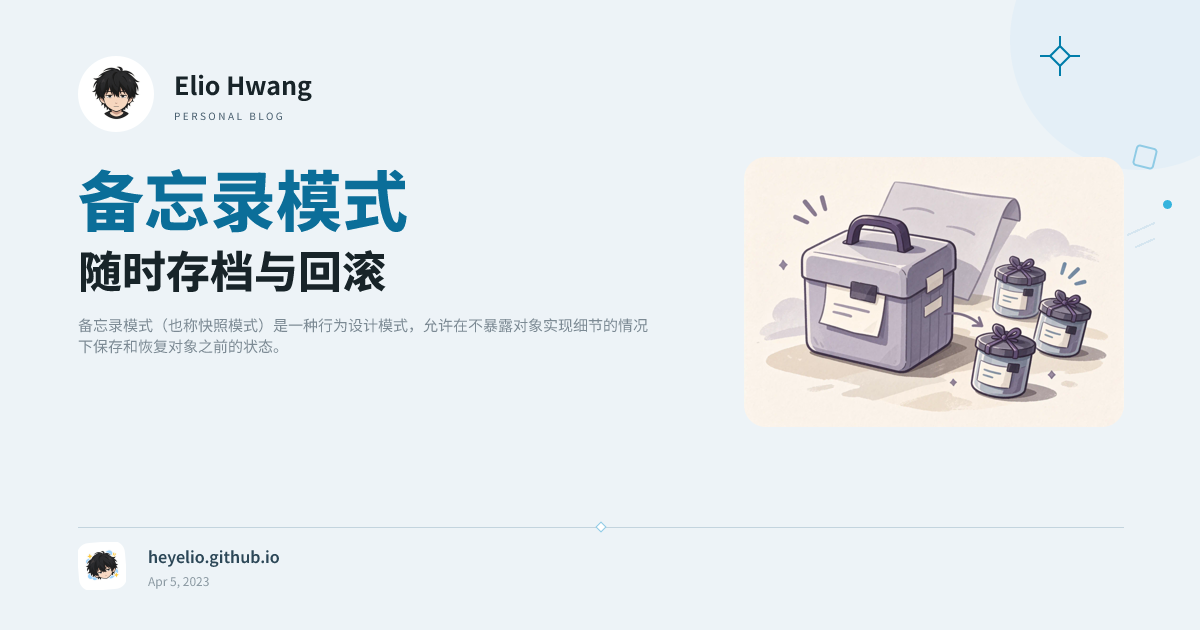 Elio Hwang
PERSONAL BLOG
备忘录模式
随时存档与回滚
备忘录模式（也称快照模式）是一种行为设计模式，允许在不暴露对象实现细节的情况
下保存和恢复对象之前的状态。
heyelio.github.io
Apr 5, 2023